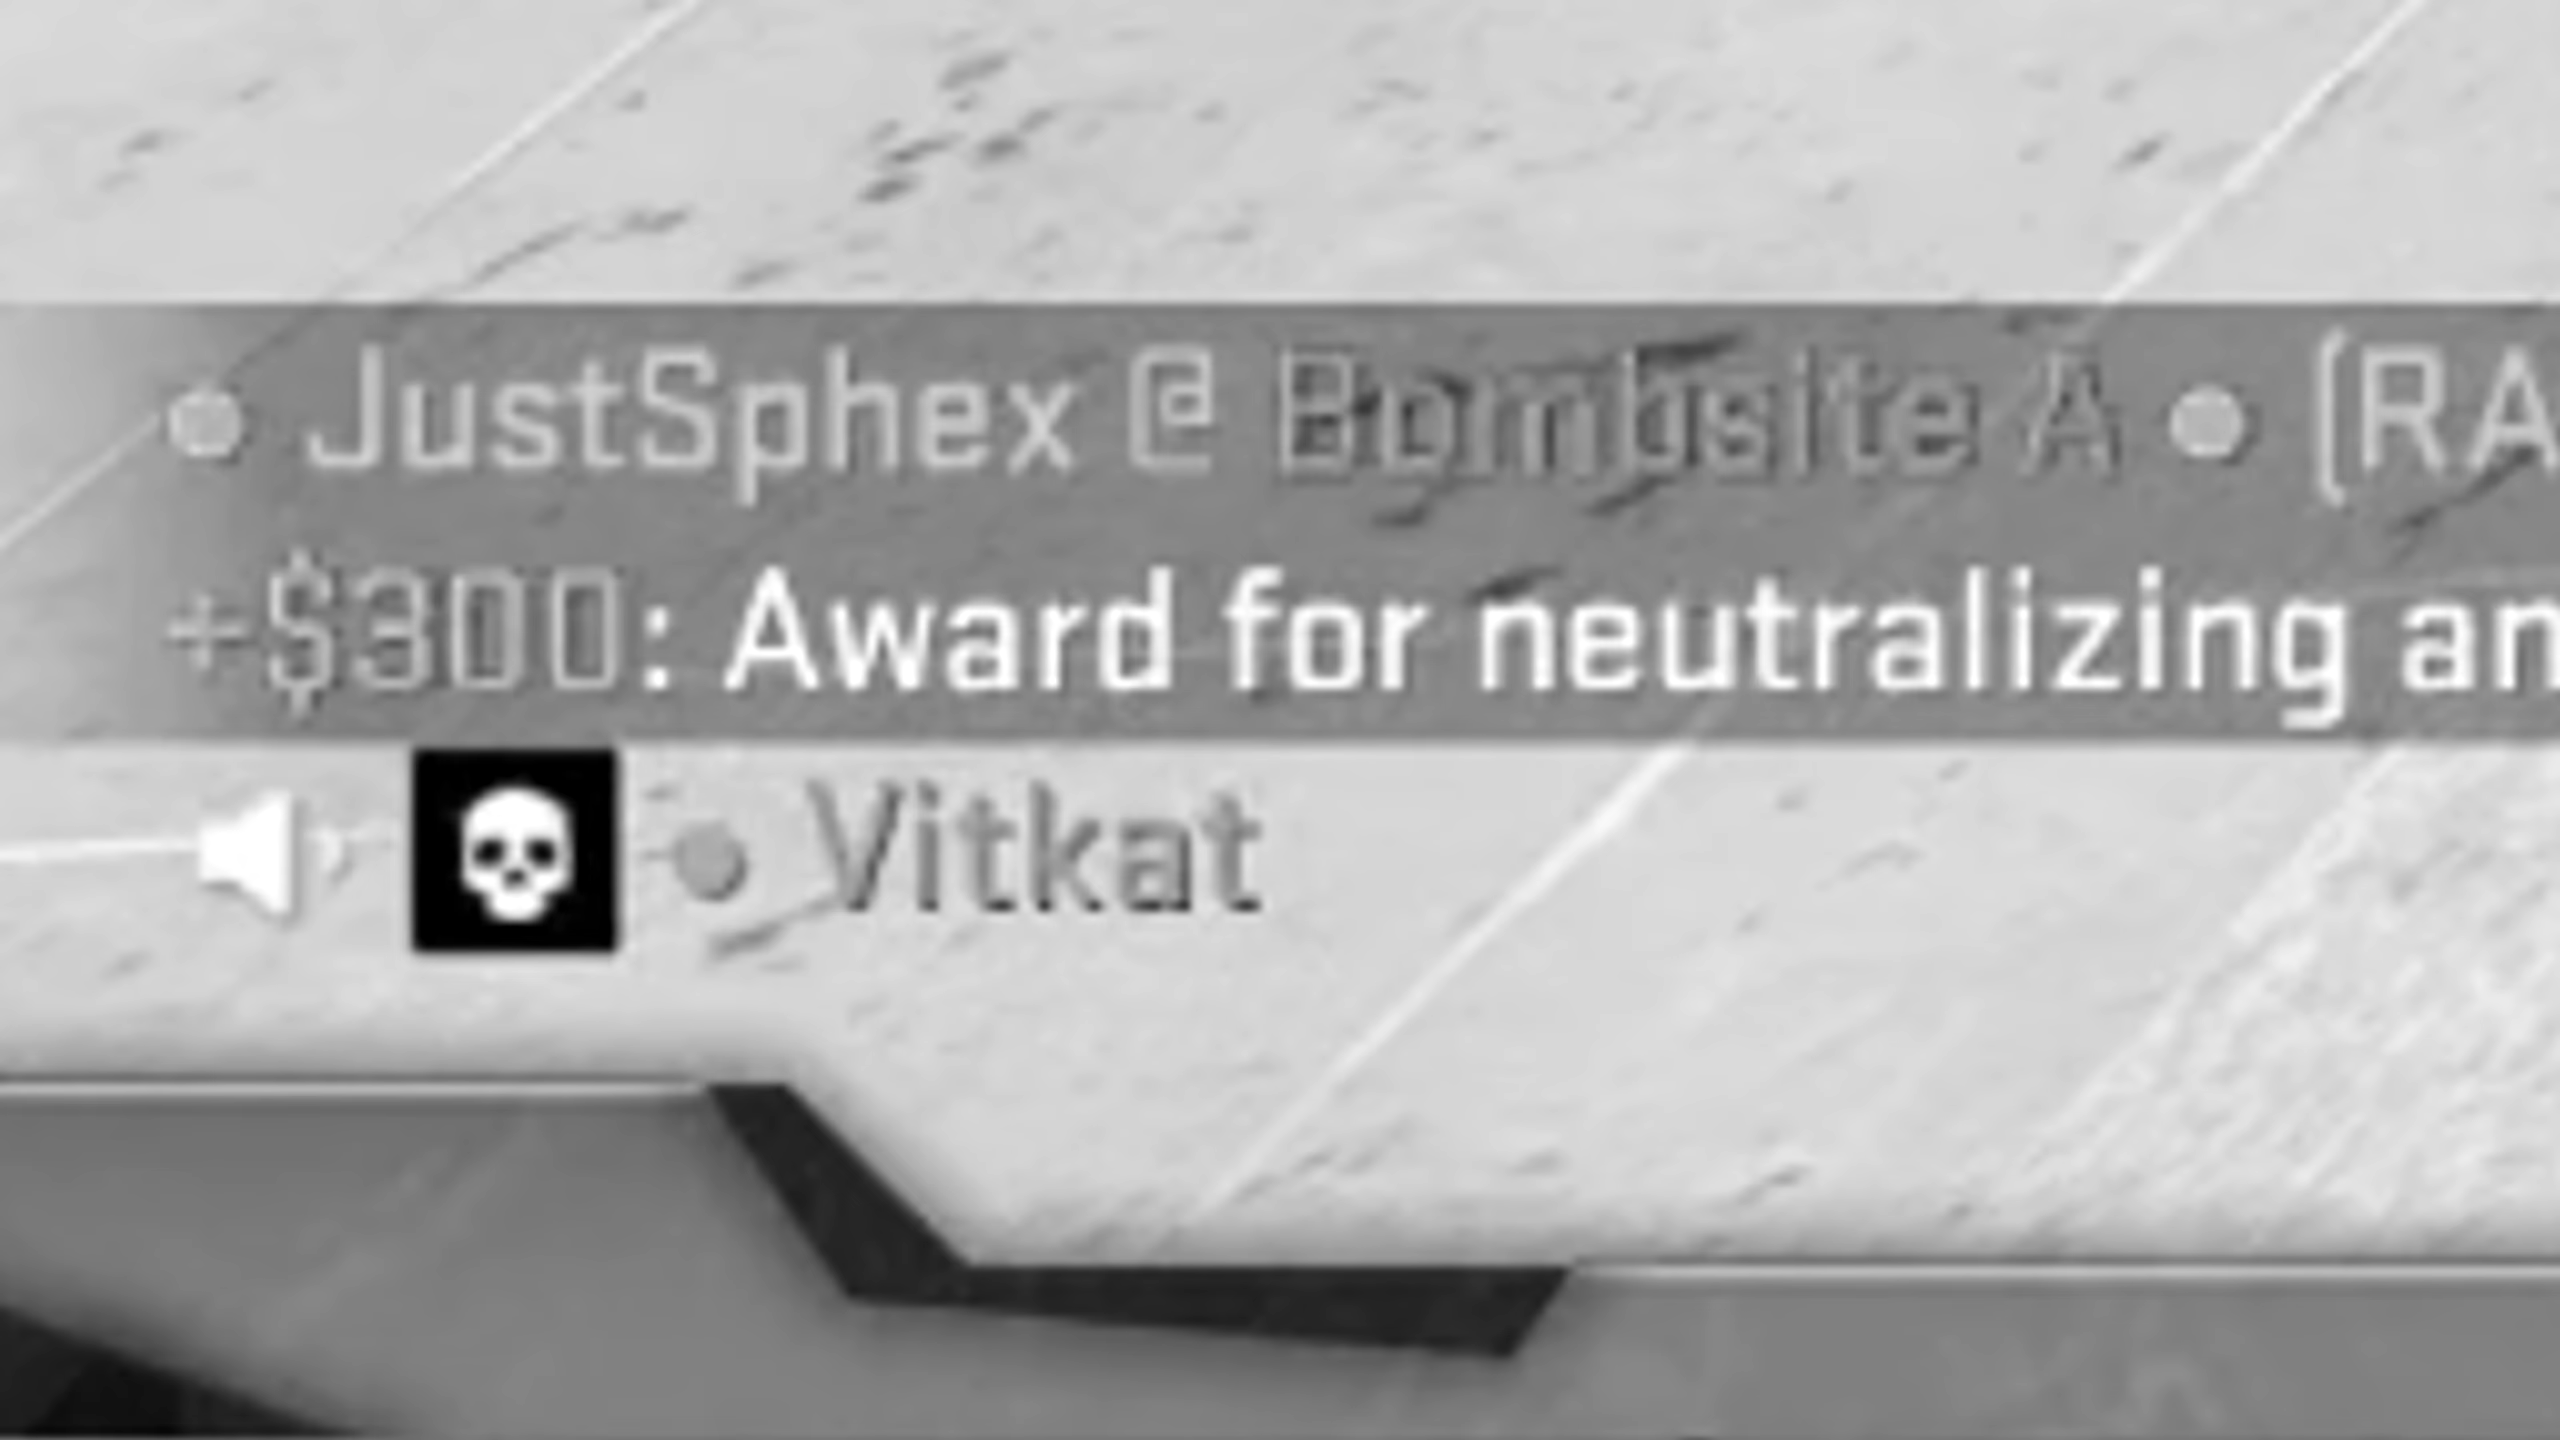 • JustSphex @ Bombsite A • (RA
+$300: Award for neutralizing an
• Vitkat